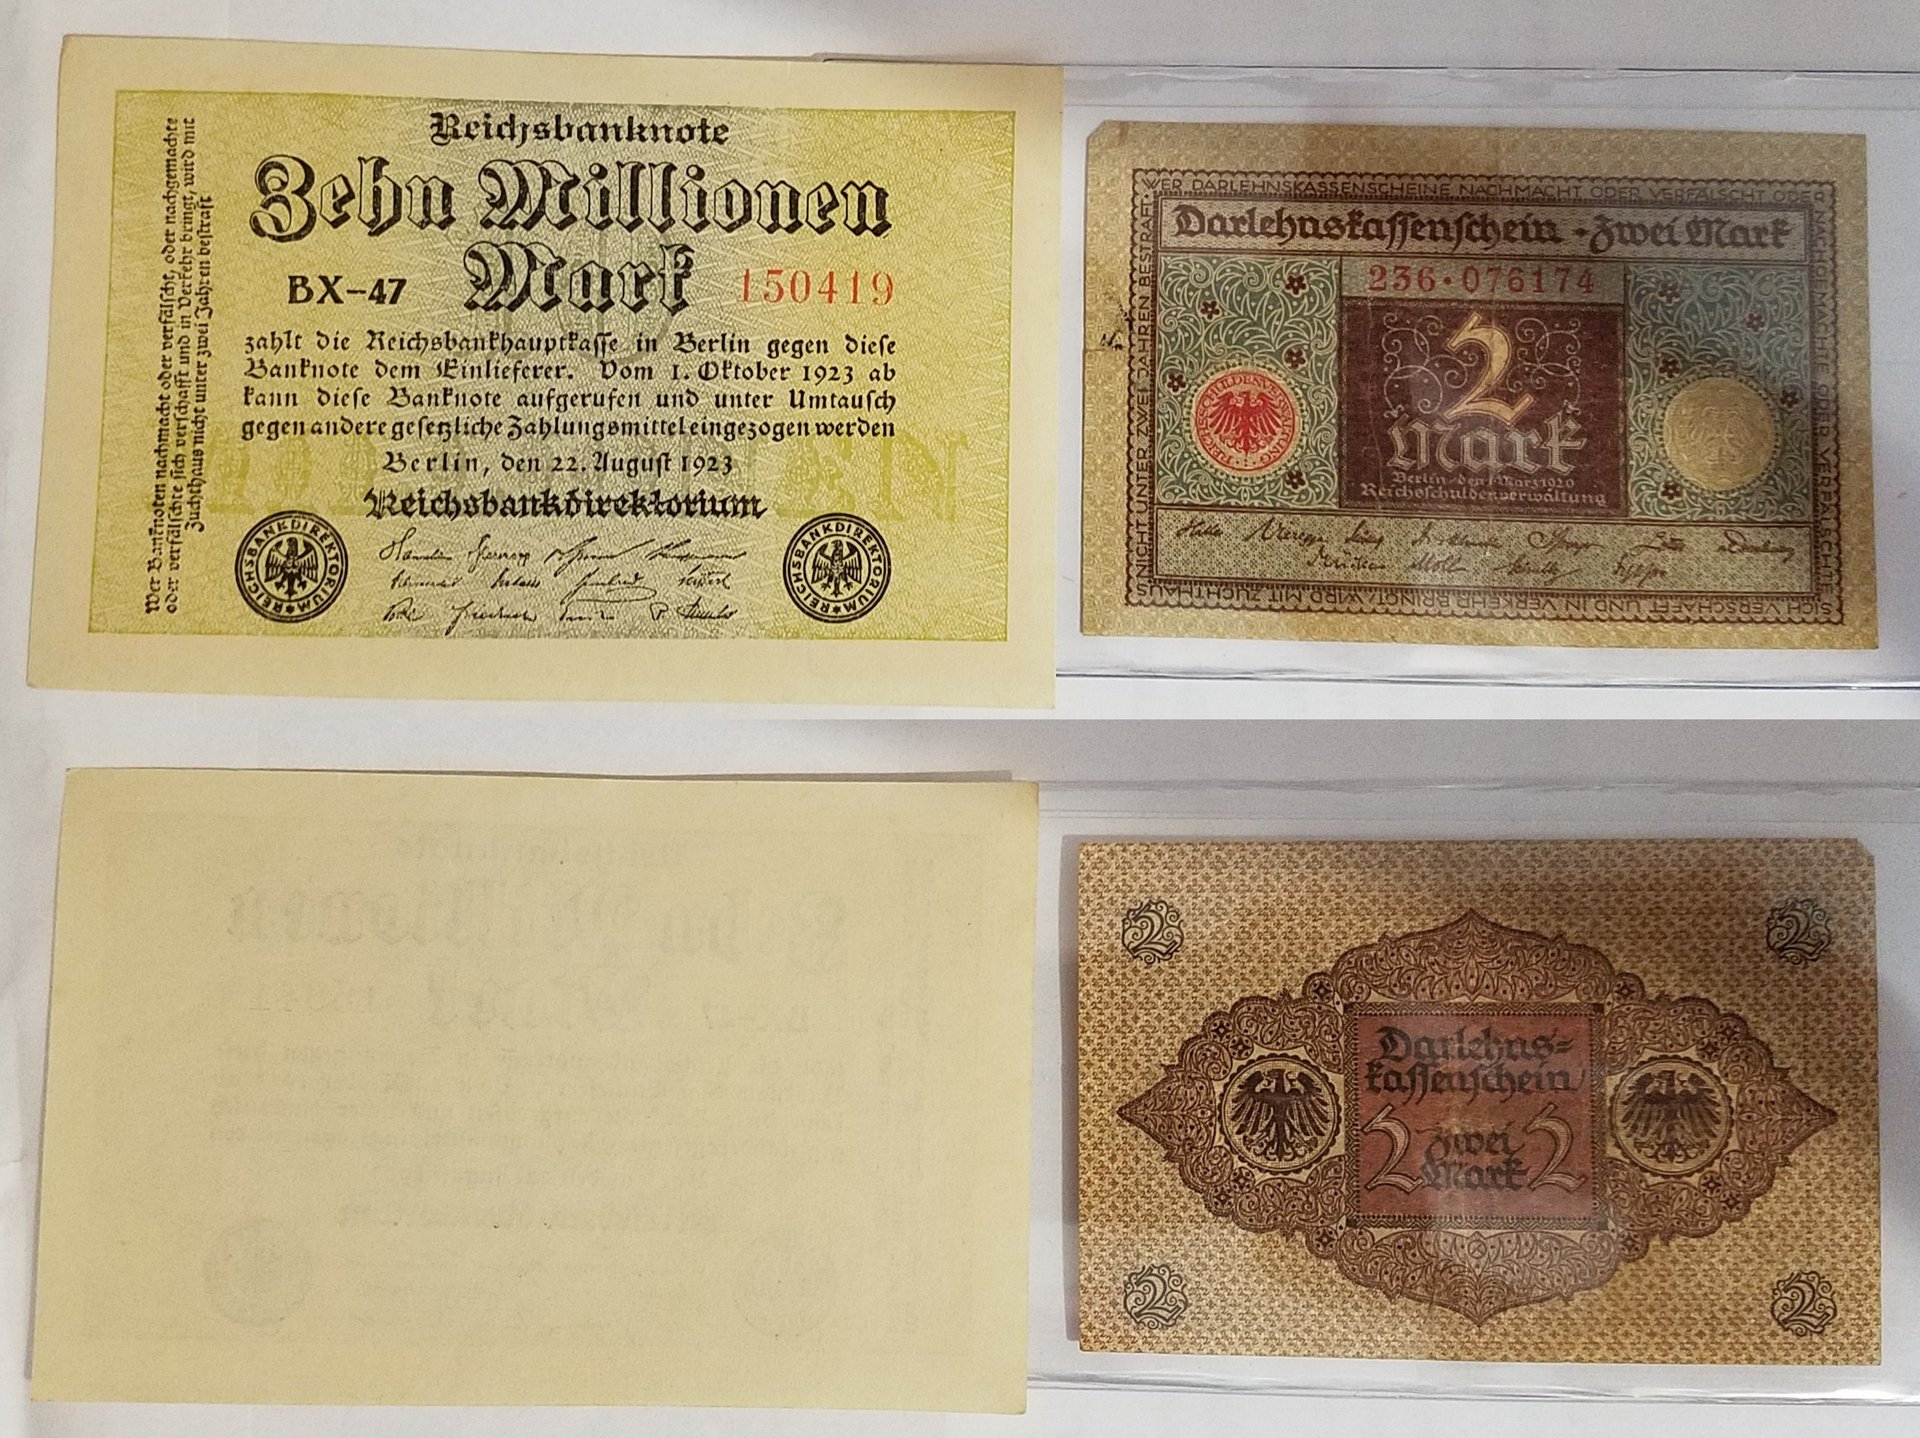 Reichsbanknote
Zehn Millionen
Mark
BX-47
150419
zahlt die Reichsbankhauptkasse in Berlin gegen diese
Banknote dem Einlieferer. Vom 1. Oktober 1923 ab
kann diese Banknote aufgerufen und unter Umtausch
gegen andere gesetzliche Zahlungsmittel eingezogen werden
Berlin, den 22. August 1923
Reichsbankdirektorium
REICHSBANKDIREKTORIUM
REICHSBANKDIREKTORIUM
Wer Banknoten nachmacht oder verfälscht, oder nachgemachte
oder verfälschte sich verschafft und in Verkehr bringt, wird mit
Zuchthaus nicht unter zwei Jahren bestraft
WER DARLEHNSKASSENSCHEINE NACHMACHT ODER VERFÄLSCHT ODER
NACHGEMACHTE ODER VERFÄLSCHTE
SICH VERSCHAFFT UND IN VERKEHR BRINGT, WIRD MIT ZUCHTHAUS
NICHT UNTER ZWEI JAHREN BESTRAFT
Darlehnskassenschein · Zwei Mark
236·076174
2
Mark
Berlin, den 1. März 1920
Reichsschuldenverwaltung
REICHSSCHULDENVERWALTUNG
2
2
Darlehns=
kassenschein
2 Zwei 2
Mark
2
2